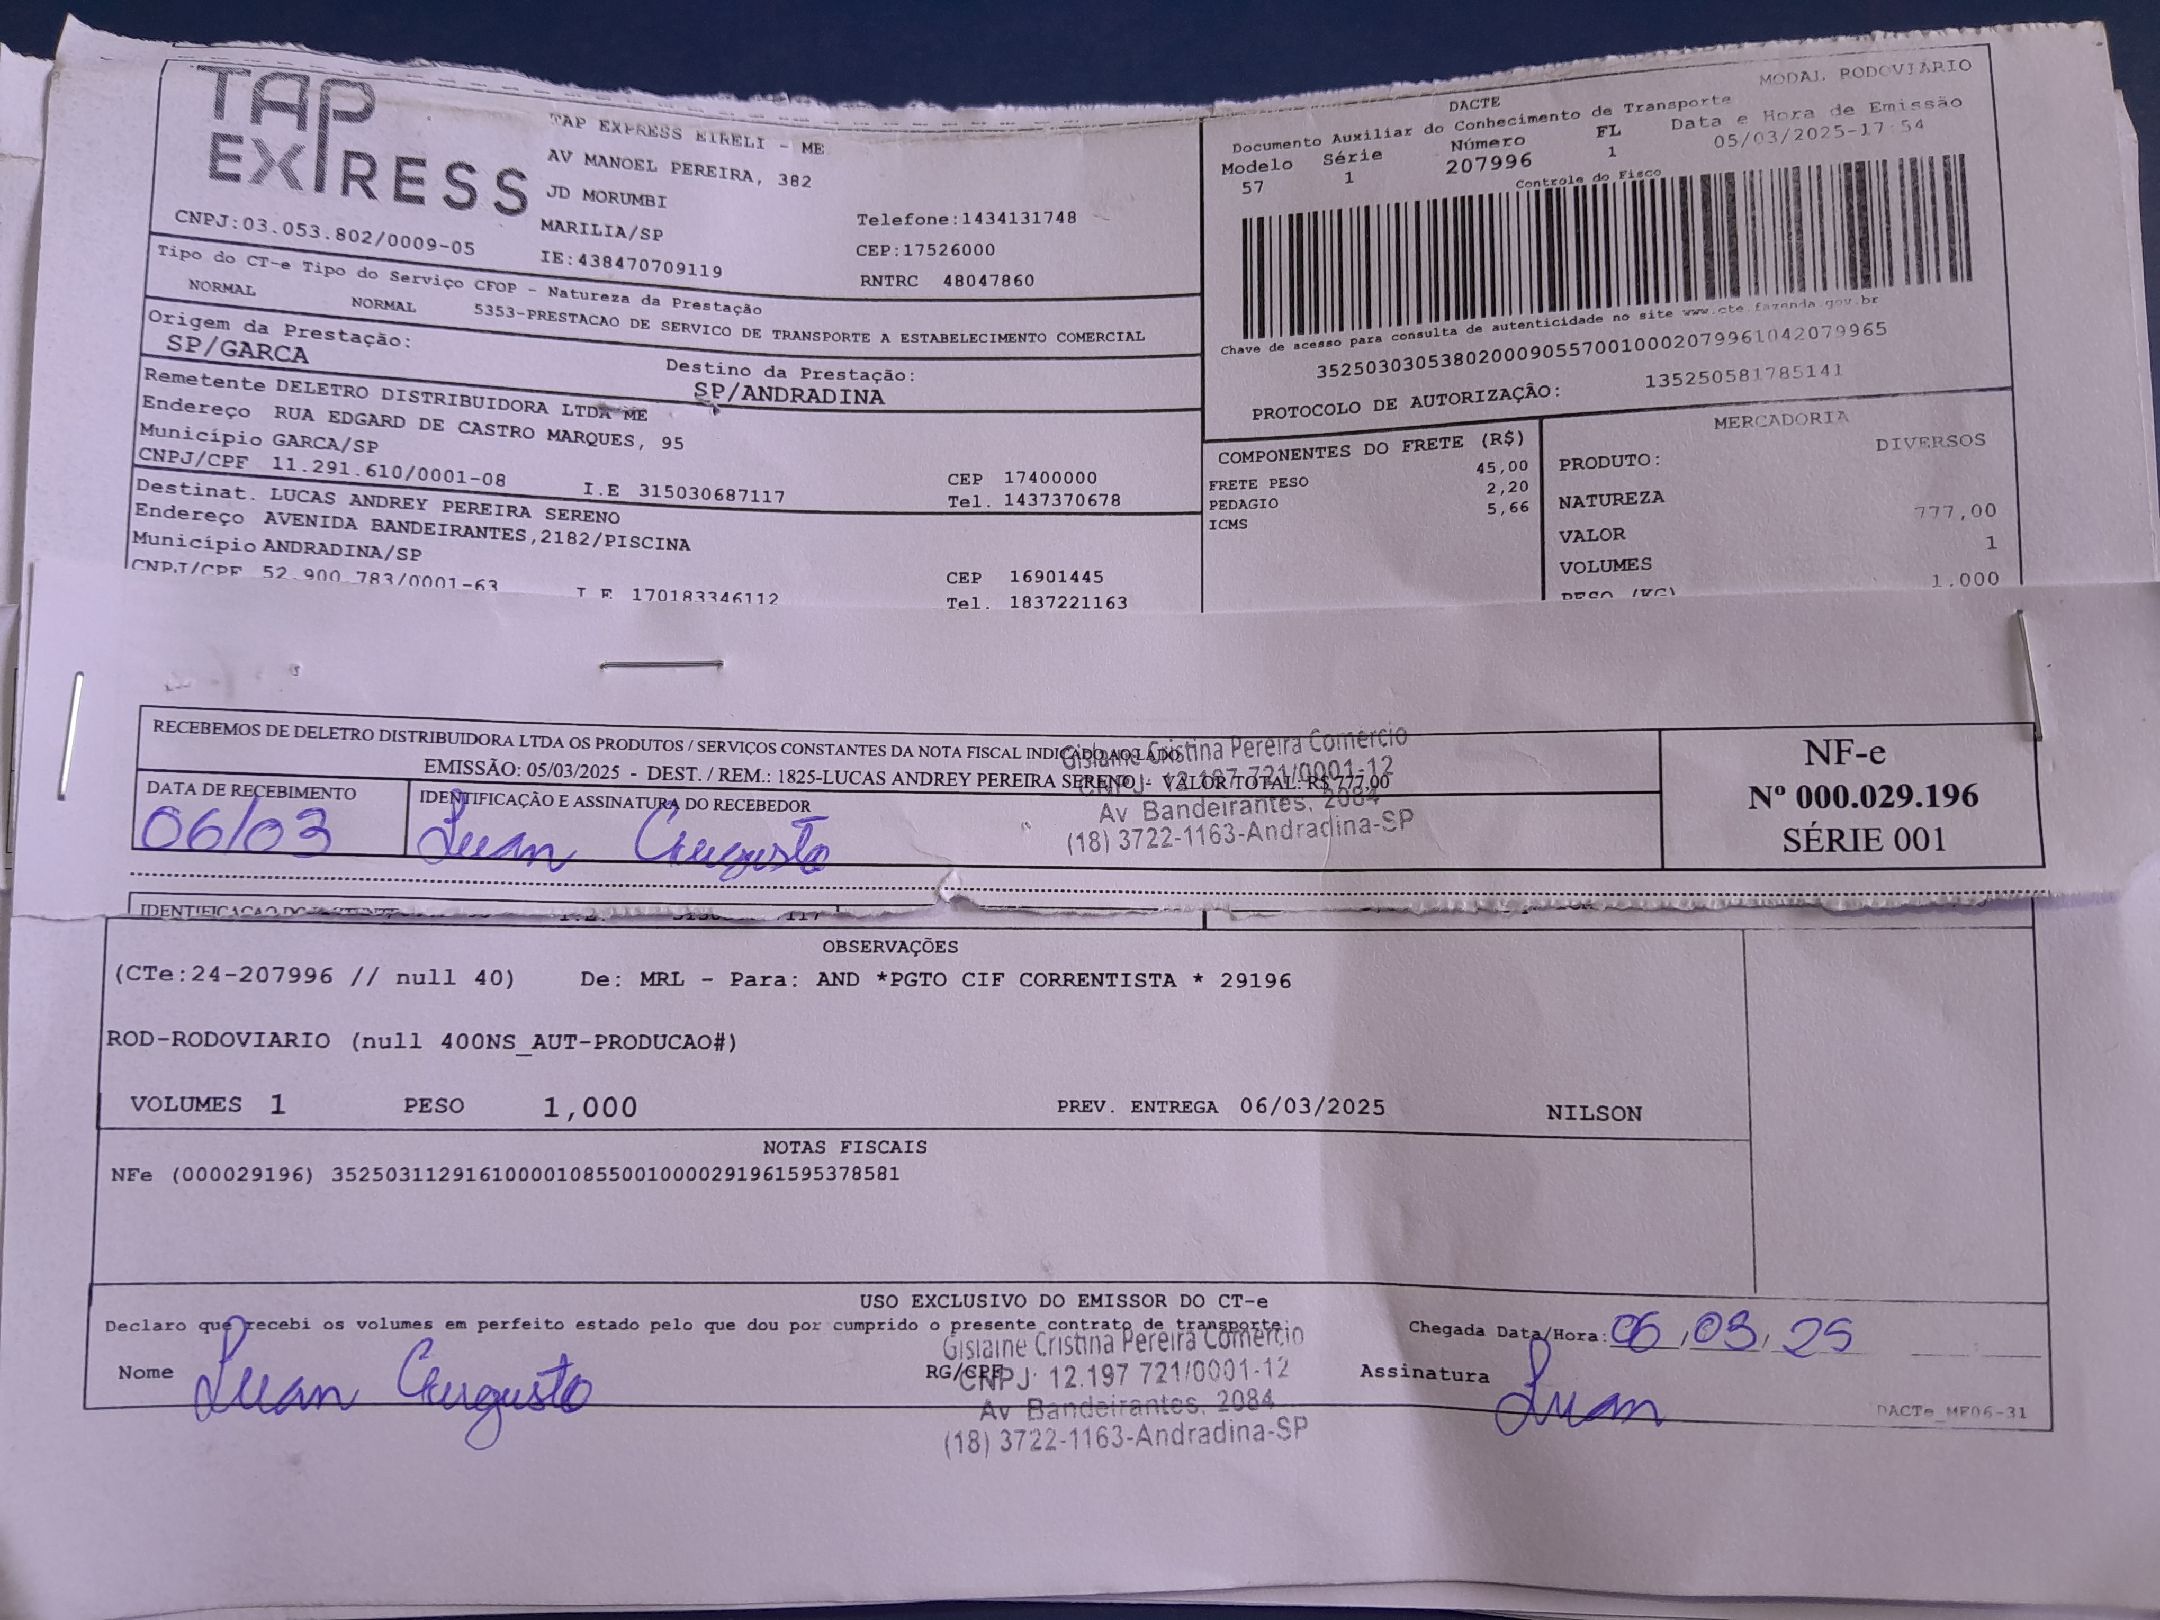 TAP
EXPRESS
TAP EXPRESS EIRELI - ME
AV MANOEL PEREIRA, 382
JD MORUMBI
MARILIA/SP
CNPJ:03.053.802/0009-05
IE:438470709119
Telefone:1434131748
CEP:17526000
RNTRC 48047860
MODAL RODOVIÁRIO
DACTE
Documento Auxiliar do Conhecimento de Transporte
Modelo Série Número FL Data e Hora de Emissão
57 1 207996 1 05/03/2025-17:54
Controle do Fisco
Chave de acesso para consulta de autenticidade no site www.cte.fazenda.gov.br
35250303053802000905570010002079961042079965
PROTOCOLO DE AUTORIZAÇÃO: 135250581785141
Tipo do CT-e Tipo do Serviço CFOP - Natureza da Prestação
NORMAL NORMAL 5353-PRESTACAO DE SERVICO DE TRANSPORTE A ESTABELECIMENTO COMERCIAL
Origem da Prestação:
SP/GARCA
Destino da Prestação:
SP/ANDRADINA
Remetente DELETRO DISTRIBUIDORA LTDA ME
Endereço RUA EDGARD DE CASTRO MARQUES, 95
Município GARCA/SP
CEP 17400000
CNPJ/CPF 11.291.610/0001-08 I.E 315030687117 Tel. 1437370678
Destinat. LUCAS ANDREY PEREIRA SERENO
Endereço AVENIDA BANDEIRANTES,2182/PISCINA
Município ANDRADINA/SP
CEP 16901445
CNPJ/CPF 52.900.783/0001-63 I.E 170183346112 Tel. 1837221163
COMPONENTES DO FRETE (R$)
FRETE PESO 45,00
PEDAGIO 2,20
ICMS 5,66
MERCADORIA
PRODUTO: DIVERSOS
NATUREZA
VALOR 777,00
VOLUMES 1
PESO (KG) 1,000
RECEBEMOS DE DELETRO DISTRIBUIDORA LTDA OS PRODUTOS / SERVIÇOS CONSTANTES DA NOTA FISCAL INDICADO AO LADO
EMISSÃO: 05/03/2025 - DEST. / REM.: 1825-LUCAS ANDREY PEREIRA SERENO - VALOR TOTAL: R$ 777,00
DATA DE RECEBIMENTO
06/03
IDENTIFICAÇÃO E ASSINATURA DO RECEBEDOR
Luan Augusto
Gislaine Cristina Pereira Comercio
CNPJ 12.197 721/0001-12
Av Bandeirantes, 2084
(18) 3722-1163-Andradina-SP
NF-e
Nº 000.029.196
SÉRIE 001
OBSERVAÇÕES
(CTe:24-207996 // null 40) De: MRL - Para: AND *PGTO CIF CORRENTISTA * 29196
ROD-RODOVIARIO (null 400NS_AUT-PRODUCAO#)
VOLUMES 1 PESO 1,000 PREV. ENTREGA 06/03/2025 NILSON
NOTAS FISCAIS
NFe (000029196) 35250311291610000108550010000291961595378581
USO EXCLUSIVO DO EMISSOR DO CT-e
Declaro que recebi os volumes em perfeito estado pelo que dou por cumprido o presente contrato de transporte.
Chegada Data/Hora: 06,03,25
Nome Luan Augusto
RG/CPF
Assinatura Luan
Gislaine Cristina Pereira Comercio
CNPJ 12.197 721/0001-12
Av Bandeirantes, 2084
(18) 3722-1163-Andradina-SP
DACTe_MF06-31